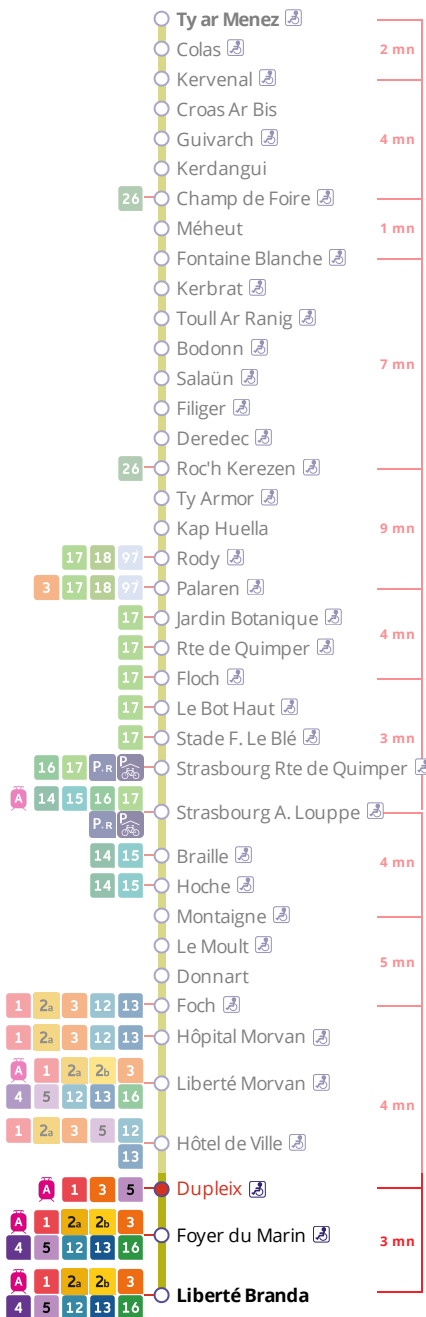 Ty ar Menez
Colas
2 mn
Kervenal
Croas Ar Bis
Guivarch
4 mn
Kerdangui
26 Champ de Foire
Méheut
1 mn
Fontaine Blanche
Kerbrat
Toull Ar Ranig
Bodonn
7 mn
Salaün
Filiger
Deredec
26 Roc'h Kerezen
Ty Armor
Kap Huella
9 mn
17 18 97 Rody
3 17 18 97 Palaren
17 Jardin Botanique
4 mn
17 Rte de Quimper
17 Floch
17 Le Bot Haut
17 Stade F. Le Blé
3 mn
16 17 P+R P Strasbourg Rte de Quimper
A 14 15 16 17
P+R P
Strasbourg A. Louppe
14 15 Braille
4 mn
14 15 Hoche
Montaigne
Le Moult
5 mn
Donnart
1 2a 3 12 13 Foch
1 2a 3 12 13 Hôpital Morvan
A 1 2a 2b 3
4 5 12 13 16
Liberté Morvan
4 mn
1 2a 3 5 12
13
Hôtel de Ville
A 1 3 5 Dupleix
A 1 2a 2b 3
4 5 12 13 16
Foyer du Marin
3 mn
A 1 2a 2b 3
4 5 12 13 16
Liberté Branda